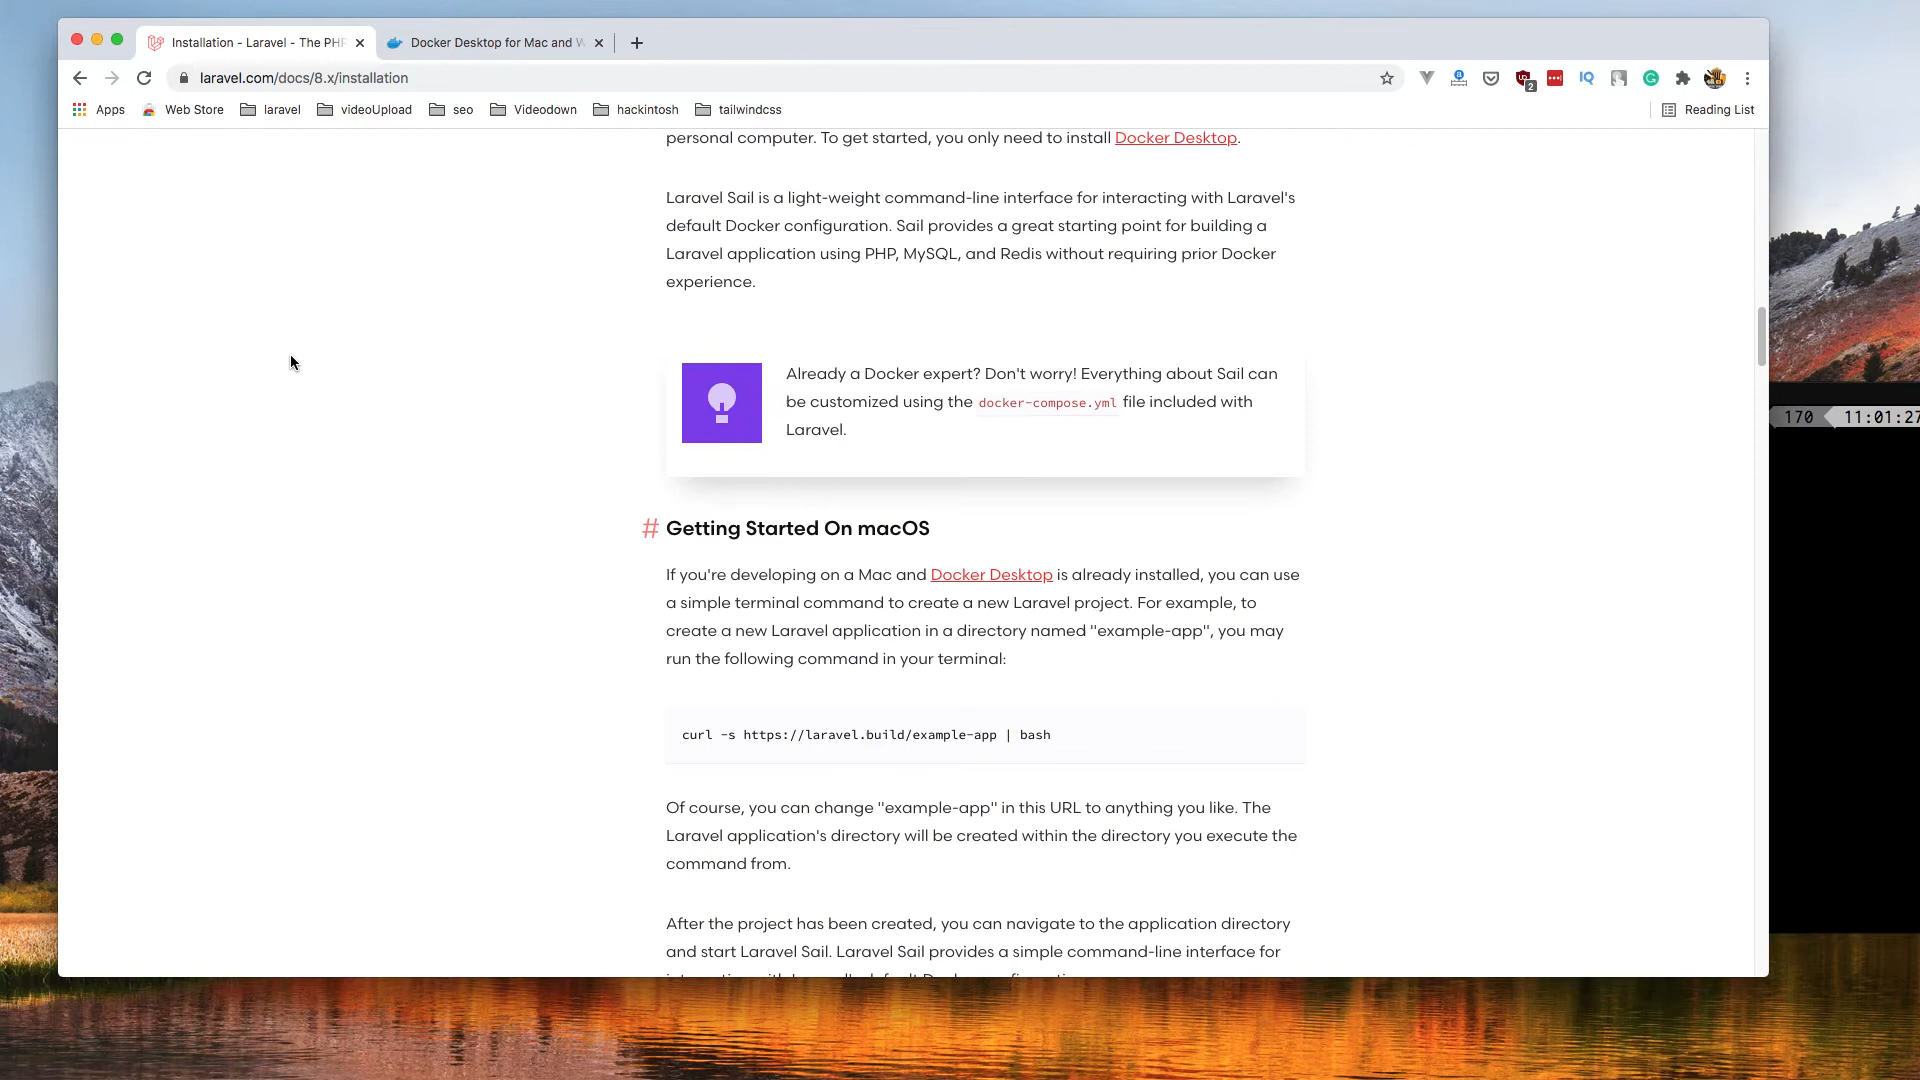 Installation - Laravel - The PHP
Docker Desktop for Mac and W
laravel.com/docs/8.x/installation
2
IQ
Apps
Web Store
laravel
videoUpload
seo
Videodown
hackintosh
tailwindcss
Reading List
personal computer. To get started, you only need to install Docker Desktop.
Laravel Sail is a light-weight command-line interface for interacting with Laravel's
default Docker configuration. Sail provides a great starting point for building a
Laravel application using PHP, MySQL, and Redis without requiring prior Docker
experience.
Already a Docker expert? Don't worry! Everything about Sail can
be customized using the docker-compose.yml file included with
Laravel.
170 11:01:27
# Getting Started On macOS
If you're developing on a Mac and Docker Desktop is already installed, you can use
a simple terminal command to create a new Laravel project. For example, to
create a new Laravel application in a directory named "example-app", you may
run the following command in your terminal:
curl -s https://laravel.build/example-app | bash
Of course, you can change "example-app" in this URL to anything you like. The
Laravel application's directory will be created within the directory you execute the
command from.
After the project has been created, you can navigate to the application directory
and start Laravel Sail. Laravel Sail provides a simple command-line interface for